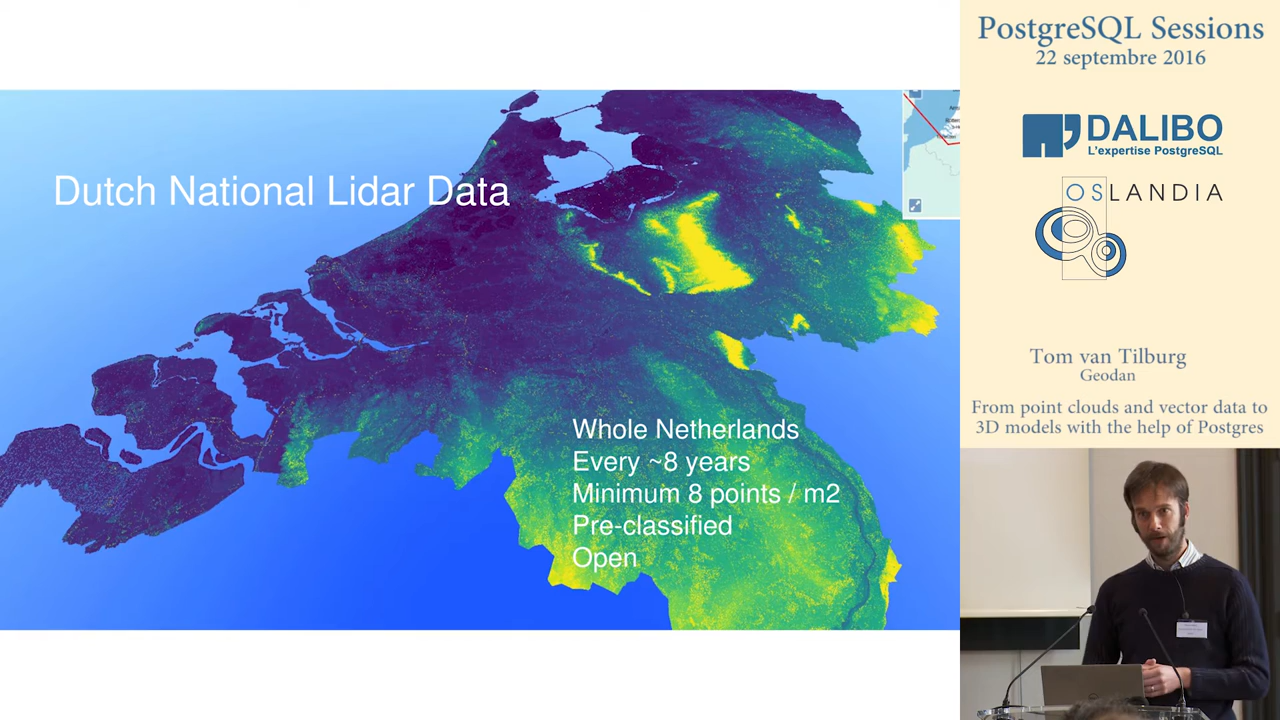 Dutch National Lidar Data
Whole Netherlands
Every ~8 years
Minimum 8 points / m2
Pre-classified
Open
PostgreSQL Sessions
22 septembre 2016
DALIBO
L'expertise PostgreSQL
OSLANDIA
Tom van Tilburg
Geodan
From point clouds and vector data to
3D models with the help of Postgres